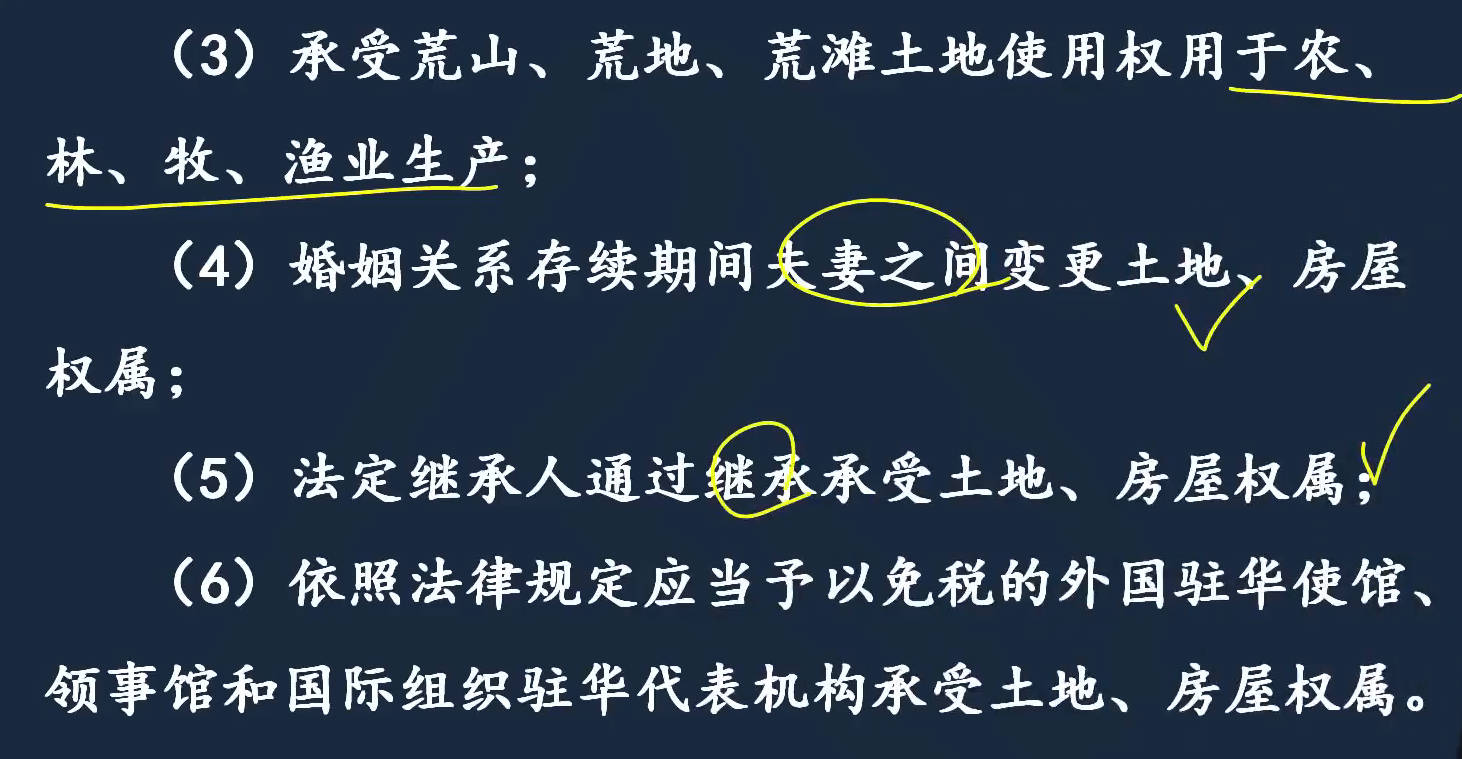 （3）承受荒山、荒地、荒滩土地使用权用于农、
林、牧、渔业生产；
（4）婚姻关系存续期间夫妻之间变更土地、房屋
权属；
（5）法定继承人通过继承承受土地、房屋权属；
（6）依照法律规定应当予以免税的外国驻华使馆、
领事馆和国际组织驻华代表机构承受土地、房屋权属。